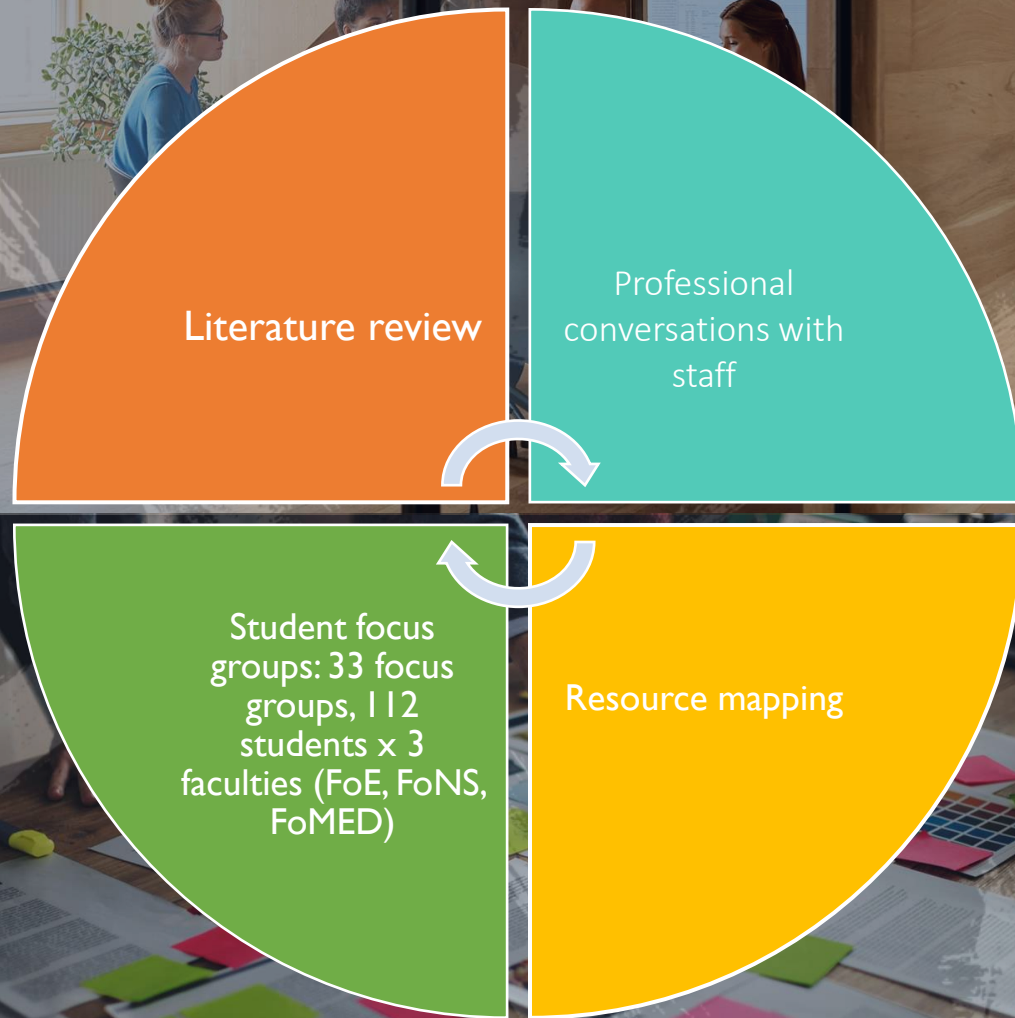 Literature review
Professional
conversations with
staff
Student focus
groups: 33 focus
groups, 112
students x 3
faculties (FoE, FoNS,
FoMED)
Resource mapping